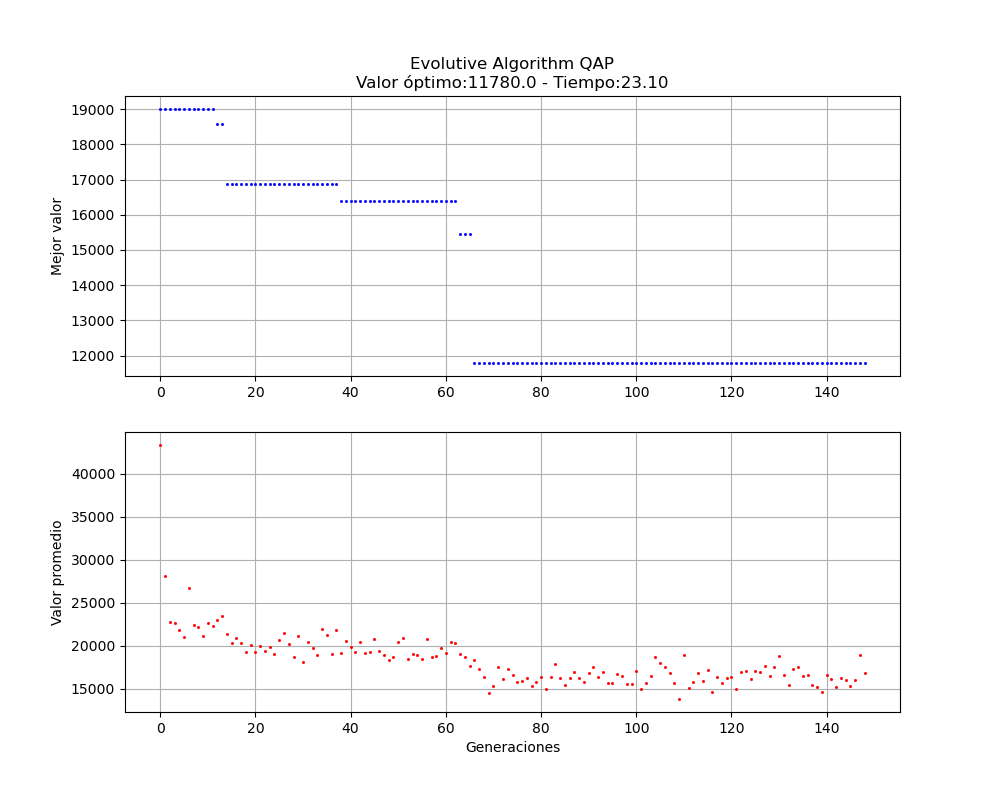 Evolutive Algorithm QAP
Valor óptimo:11780.0 - Tiempo:23.10
Mejor valor
19000
18000
17000
16000
15000
14000
13000
12000
0 20 40 60 80 100 120 140
Valor promedio
40000
35000
30000
25000
20000
15000
0 20 40 60 80 100 120 140
Generaciones